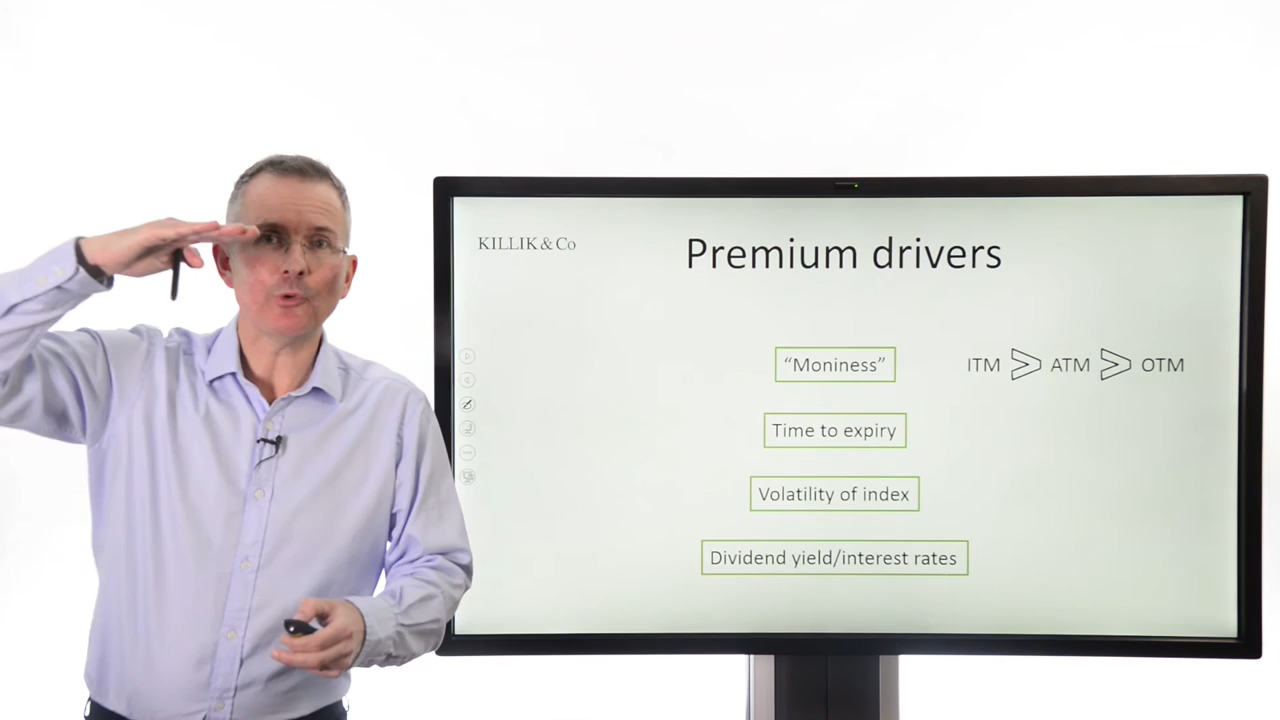 KILLIK & Co
Premium drivers
“Moniness”
ITM > ATM > OTM
Time to expiry
Volatility of index
Dividend yield/interest rates